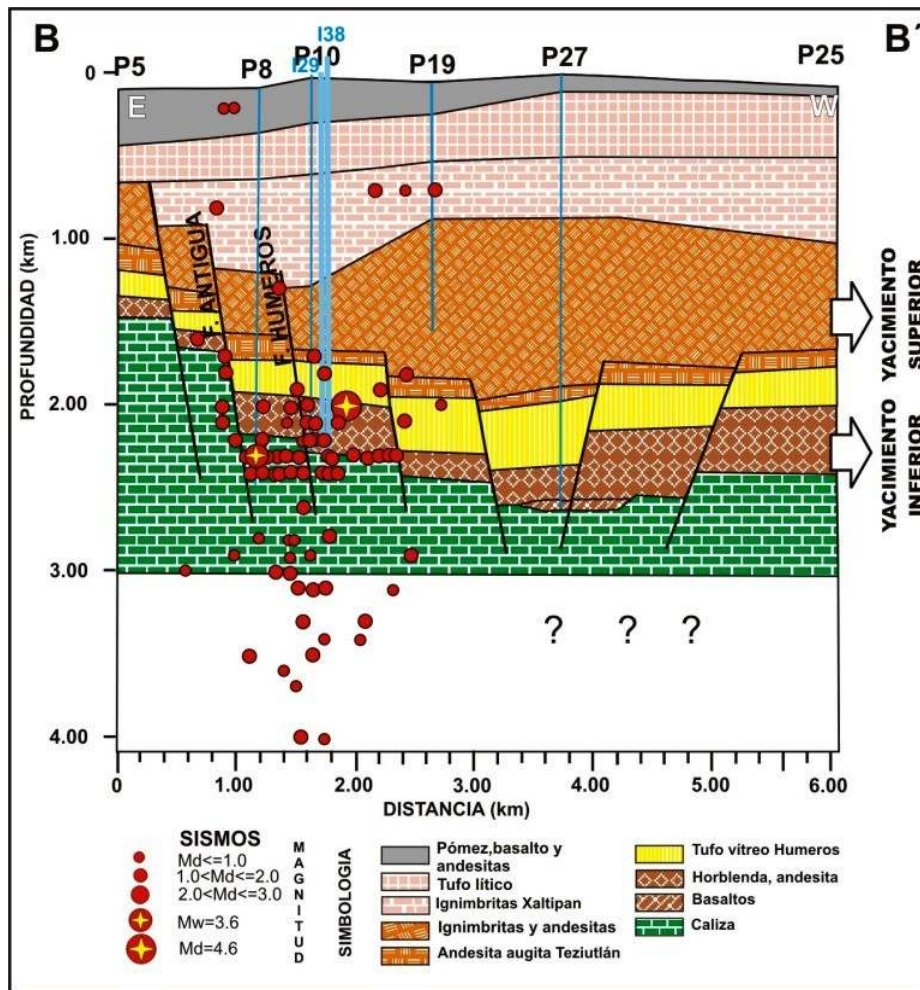 B
I38
B´
P5
P8
I29
P10
P19
P27
P25
0
E
W
1.00
2.00
3.00
4.00
PROFUNDIDAD (km)
F. ANTIGUA
F. HUMEROS
YACIMIENTO
SUPERIOR
YACIMIENTO
INFERIOR
? ? ?
0 1.00 2.00 3.00 4.00 5.00 6.00
DISTANCIA (km)
SISMOS
Md<=1.0
1.0<Md<=2.0
2.0<Md<=3.0
Mw=3.6
Md=4.6
MAGNITUD
SIMBOLOGIA
Pómez,basalto y
andesitas
Tufo lítico
Ignimbritas Xaltipan
Ignimbritas y andesitas
Andesita augita Teziutlán
Tufo vítreo Humeros
Horblenda, andesita
Basaltos
Caliza